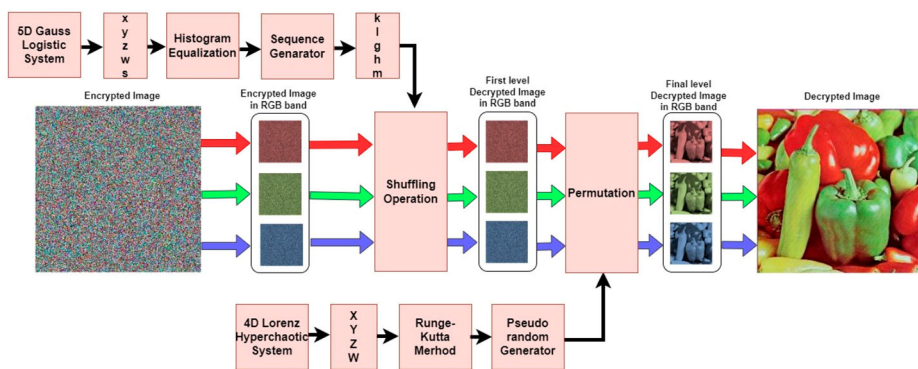 5D Gauss
Logistic
System
x
y
z
w
s
Histogram
Equalization
Sequence
Genarator
k
l
g
h
m
Encrypted Image
Encrypted Image
in RGB band
First level
Decrypted Image
in RGB band
Final level
Decrypted Image
in RGB band
Decrypted Image
Shuffling
Operation
Permutation
4D Lorenz
Hyperchaotic
System
X
Y
Z
W
Runge-
Kutta
Merhod
Pseudo
random
Generator